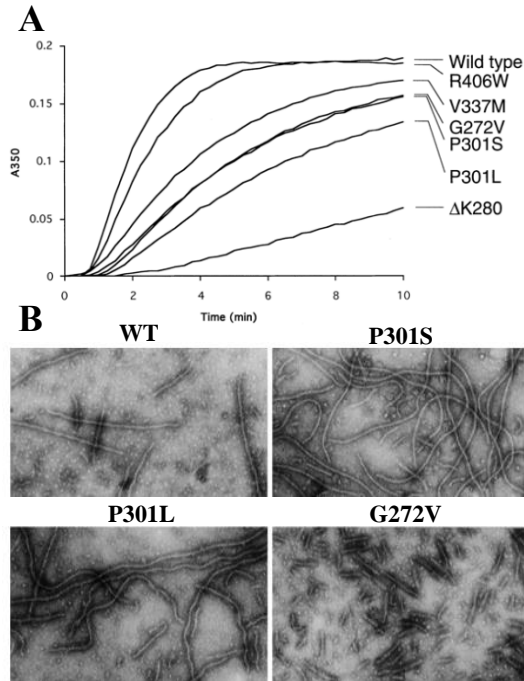 A
0.2
0.15
0.1
0.05
0
A350
0 2 4 6 8 10
Time (min)
Wild type
R406W
V337M
G272V
P301S
P301L
ΔK280
B
WT
P301S
P301L
G272V